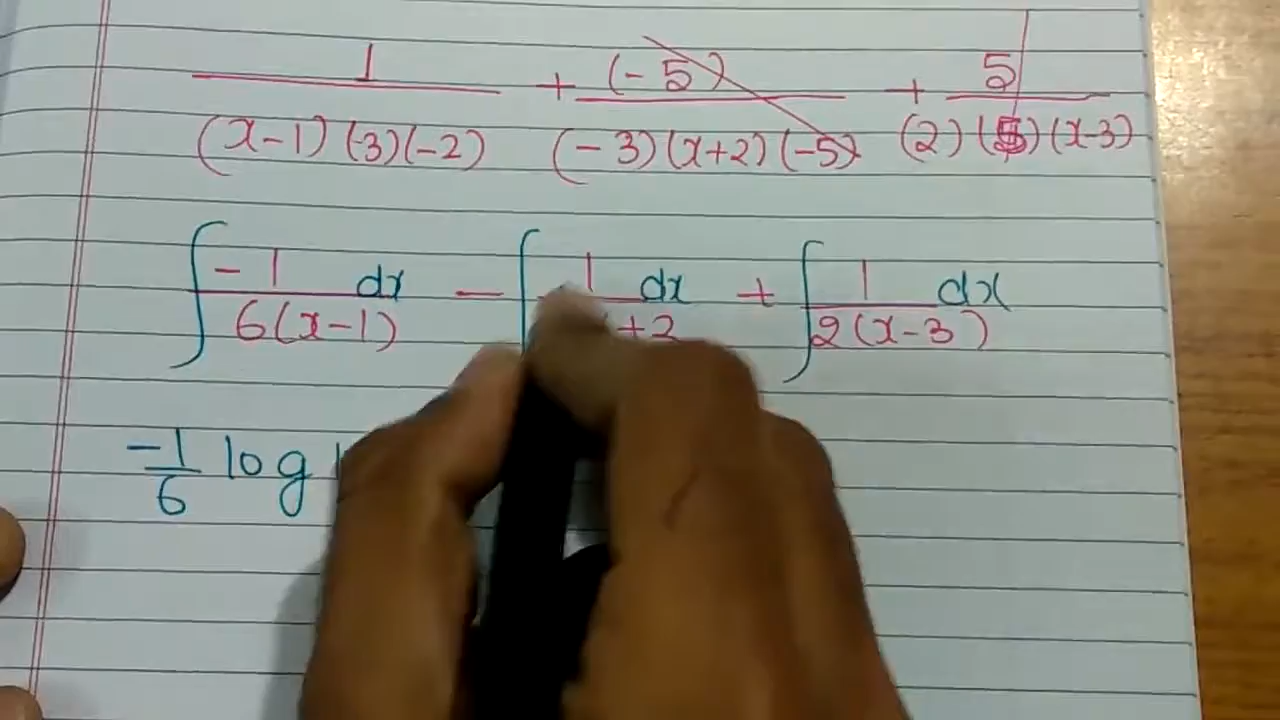 1 / (x-1)(-3)(-2) + (-5) / (-3)(x+2)(-5) + 5 / (2)(5)(x-3)
∫ -1 / 6(x-1) dx - ∫ 1 / +2 dx + ∫ 1 / 2(x-3) dx
-1/6 log